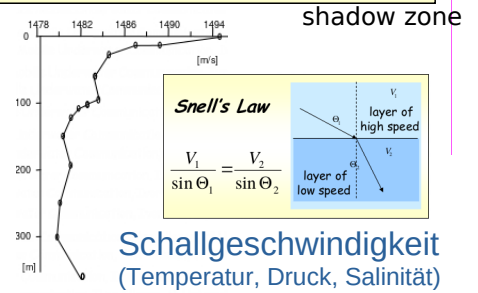 shadow zone
1478 1482 1486 1490 1494
0
[m/s]
100
200
300
[m]
Snell's Law
V1 / sin Θ1 = V2 / sin Θ2
V1
Θ1
layer of
high speed
V2
Θ2
layer of
low speed
Schallgeschwindigkeit
(Temperatur, Druck, Salinität)